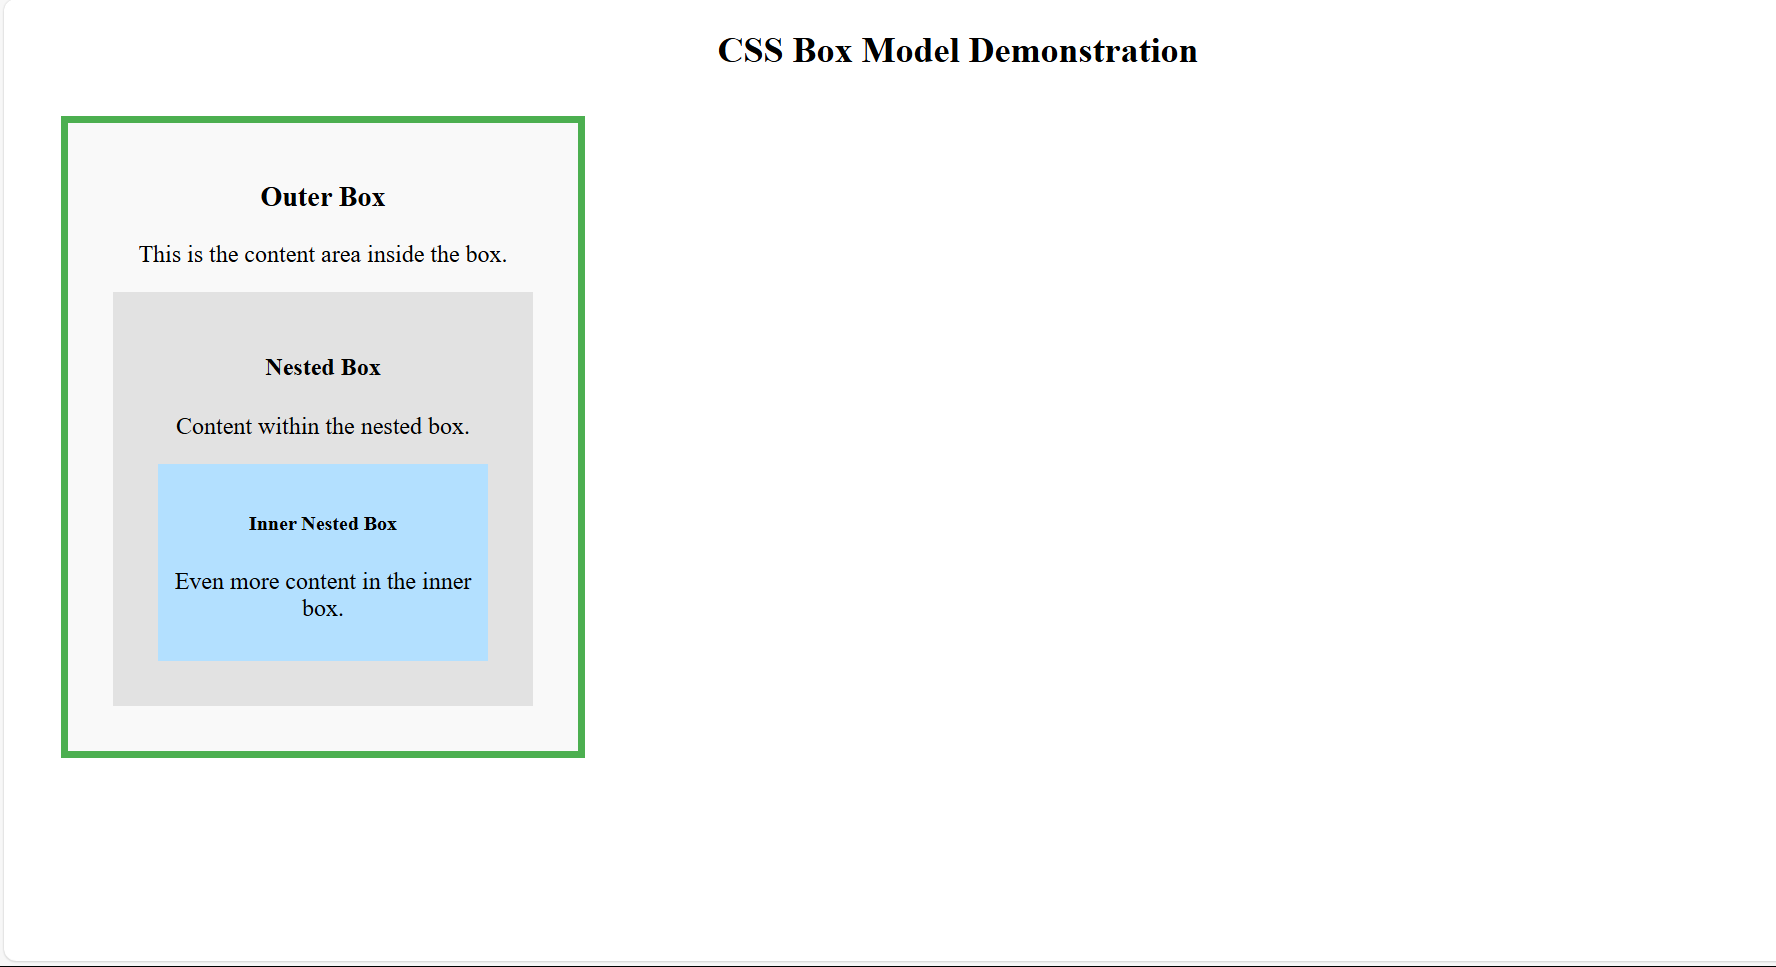 CSS Box Model Demonstration
Outer Box
This is the content area inside the box.
Nested Box
Content within the nested box.
Inner Nested Box
Even more content in the inner
box.